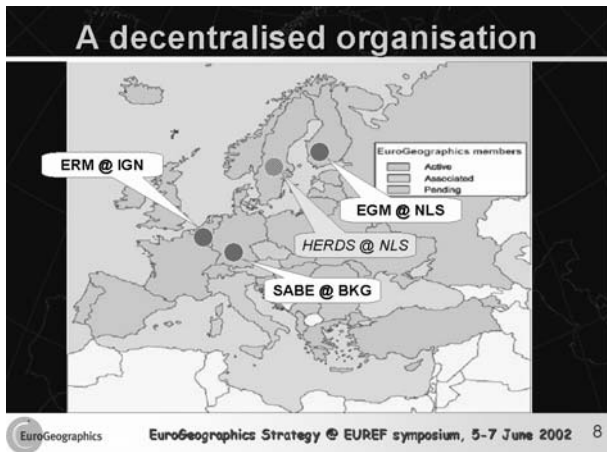 A decentralised organisation
EuroGeographics members
Active
Associated
Pending
ERM @ IGN
EGM @ NLS
HERDS @ NLS
SABE @ BKG
EuroGeographics
EuroGeographics Strategy @ EUREF symposium, 5-7 June 2002
8